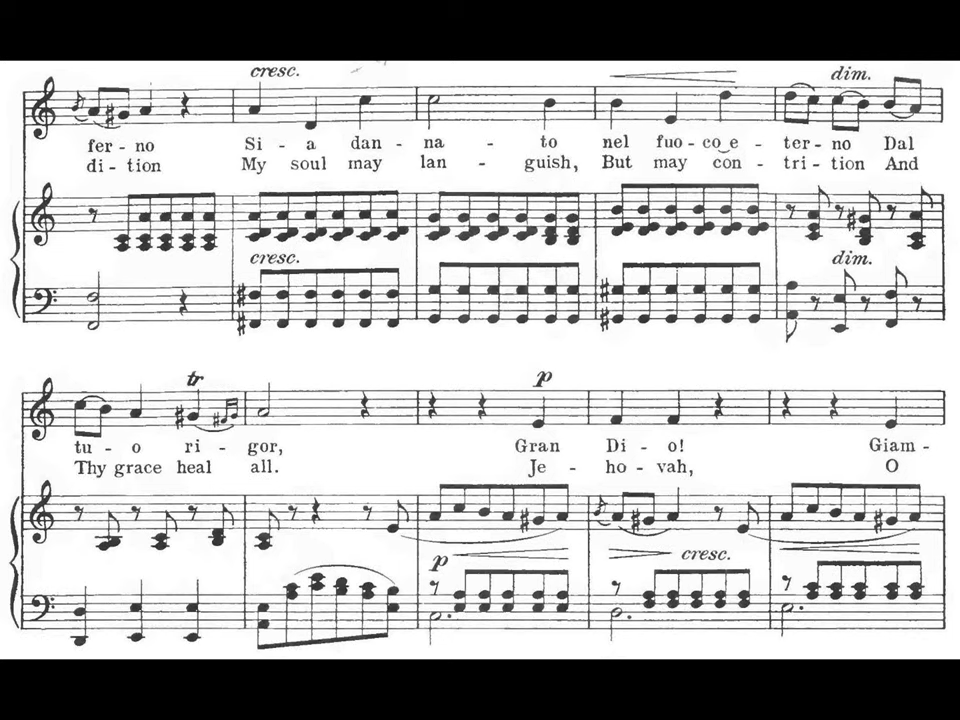 cresc. dim.
fer - no Si - a dan - na - to nel fuo - co e - ter - no Dal
di - tion My soul may lan - guish, But may con - tri - tion And
cresc. dim.
tr p
tu - o ri - gor, Gran Di - o! Giam -
Thy grace heal all. Je - ho - vah, O
p cresc.